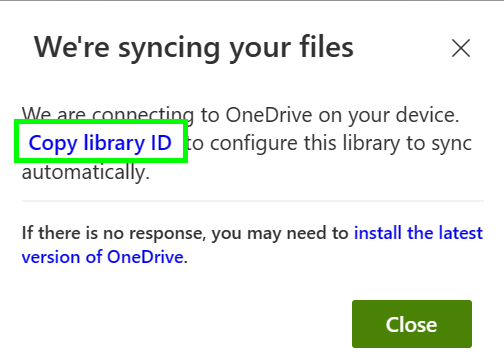 We're syncing your files
We are connecting to OneDrive on your device.
Copy library ID to configure this library to sync
automatically.
If there is no response, you may need to install the latest
version of OneDrive.
Close